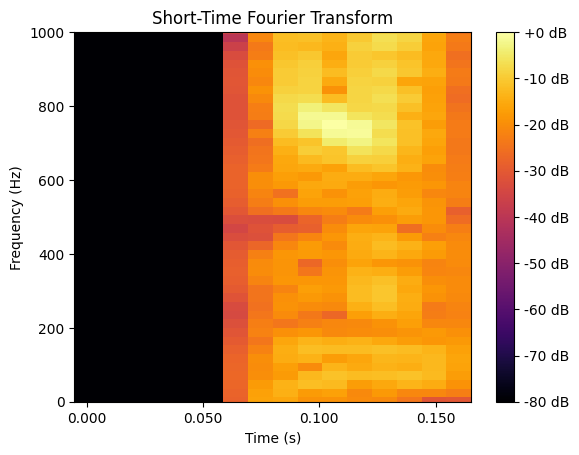 Short-Time Fourier Transform
1000
800
600
400
200
0
Frequency (Hz)
0.000
0.050
0.100
0.150
Time (s)
+0 dB
-10 dB
-20 dB
-30 dB
-40 dB
-50 dB
-60 dB
-70 dB
-80 dB